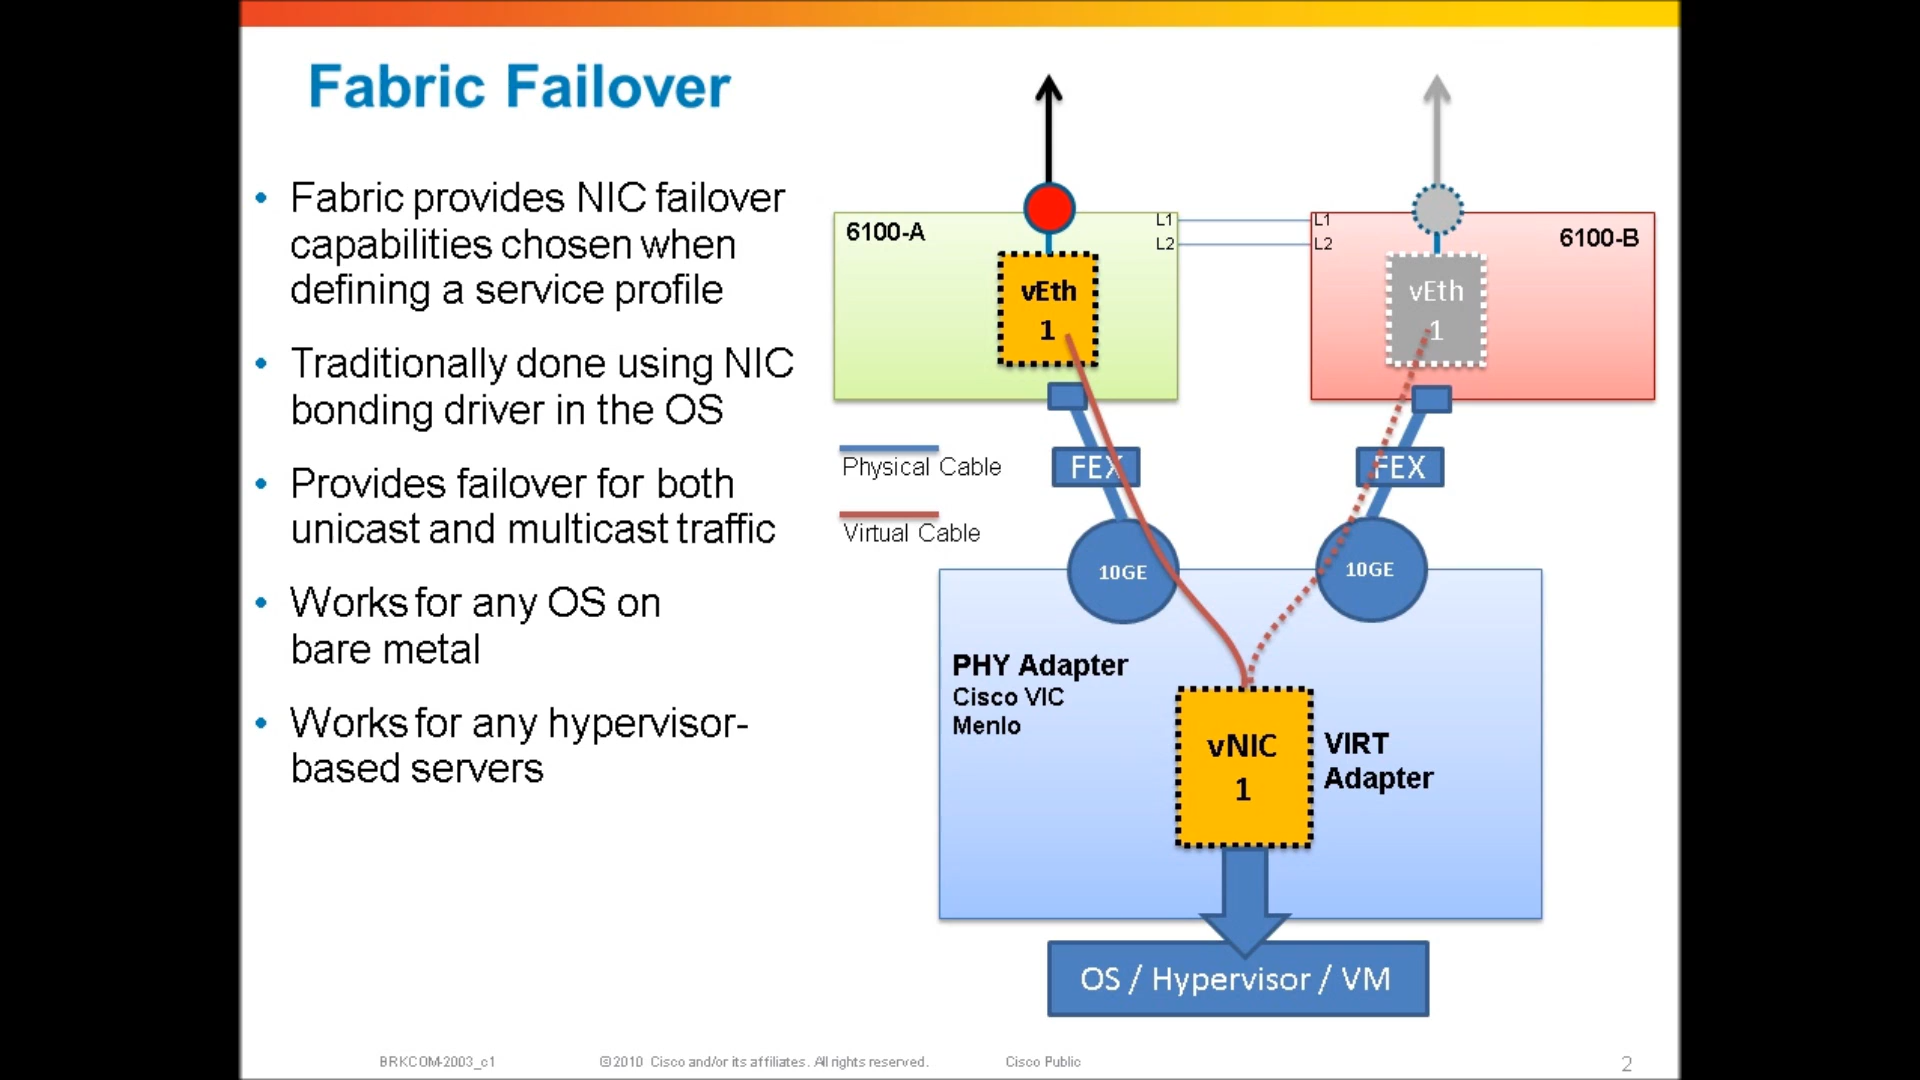 Fabric Failover
• Fabric provides NIC failover
capabilities chosen when
defining a service profile
• Traditionally done using NIC
bonding driver in the OS
• Provides failover for both
unicast and multicast traffic
• Works for any OS on
bare metal
• Works for any hypervisor-
based servers
6100-A
L1
L2
L1
L2
6100-B
vEth
1
vEth
1
Physical Cable
Virtual Cable
FEX
FEX
10GE
10GE
PHY Adapter
Cisco VIC
Menlo
vNIC
1
VIRT
Adapter
OS / Hypervisor / VM
BRKCOM-2003_c1
©2010 Cisco and/or its affiliates. All rights reserved.
Cisco Public
2